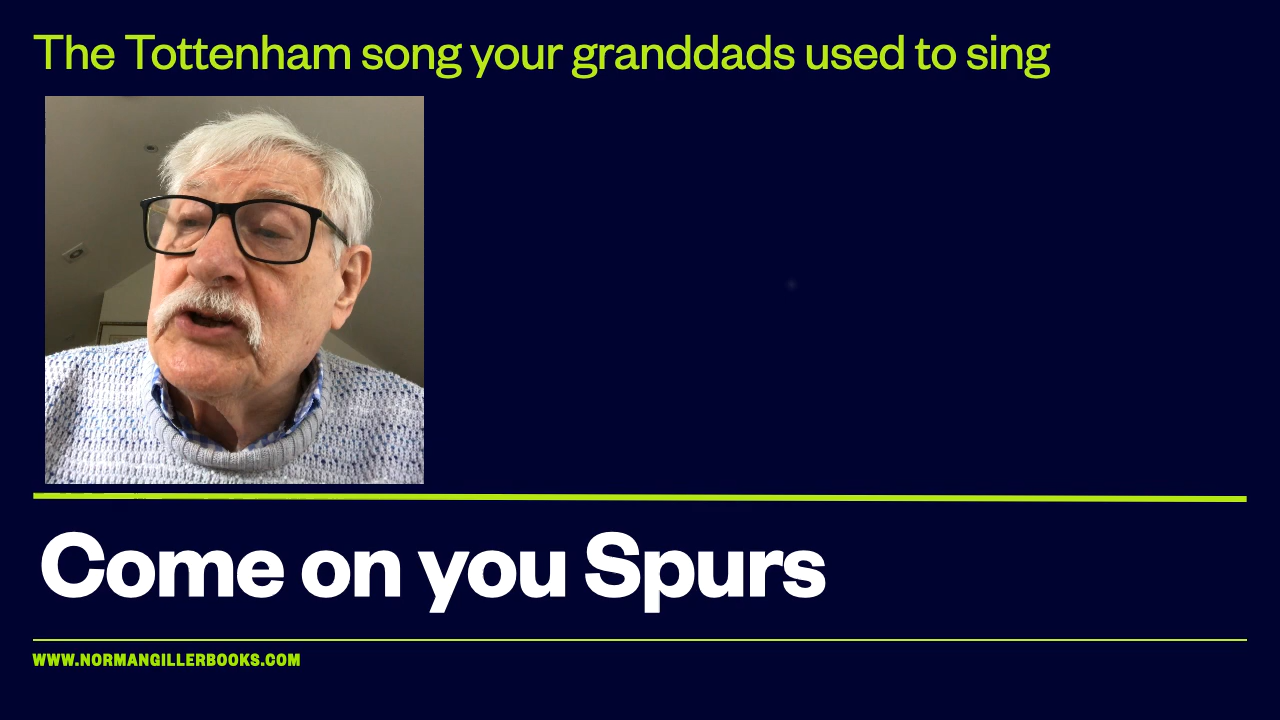 The Tottenham song your granddads used to sing
Come on you Spurs
WWW.NORMANGILLERBOOKS.COM